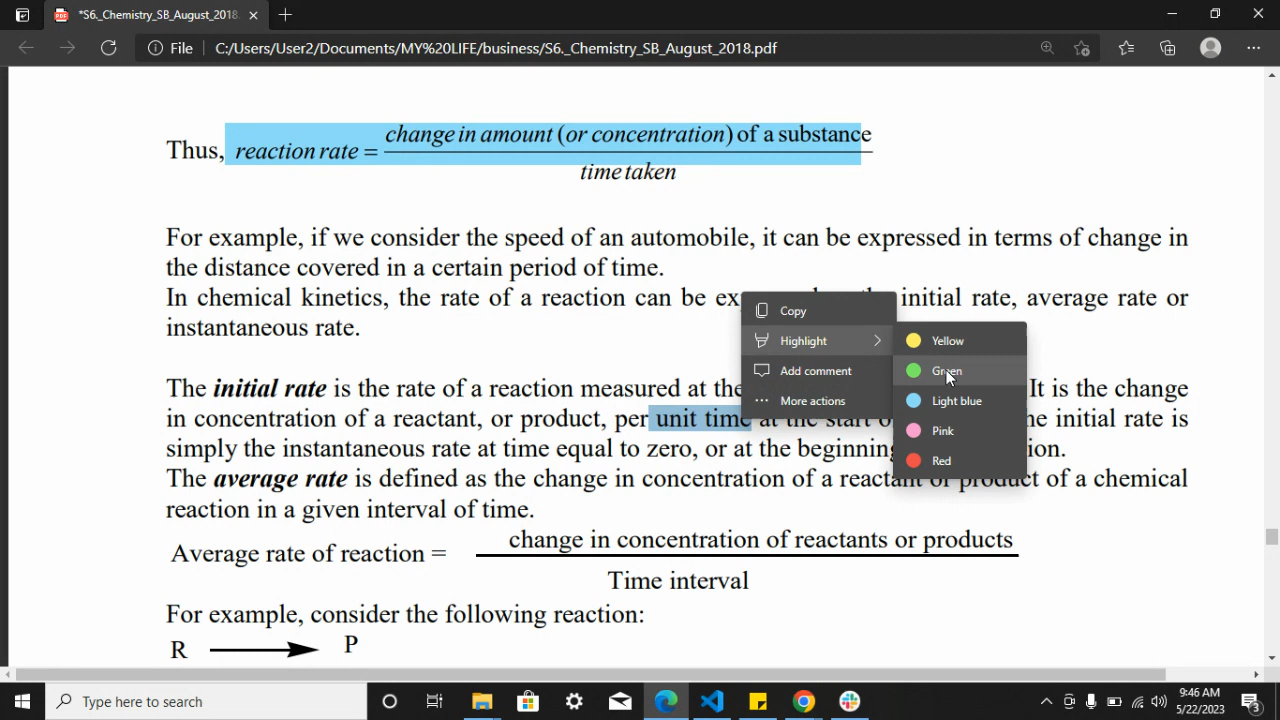 *S6._Chemistry_SB_August_2018.
File
C:/Users/User2/Documents/MY%20LIFE/business/S6._Chemistry_SB_August_2018.pdf
Thus, reaction rate = change in amount (or concentration) of a substance
time taken
For example, if we consider the speed of an automobile, it can be expressed in terms of change in
the distance covered in a certain period of time.
In chemical kinetics, the rate of a reaction can be initial rate, average rate or
instantaneous rate.
The initial rate is the rate of a reaction measured at the It is the change
in concentration of a reactant, or product, per unit time at the start initial rate is
simply the instantaneous rate at time equal to zero, or at the beginning
The average rate is defined as the change in concentration of a reactant or product of a chemical
reaction in a given interval of time.
Average rate of reaction = change in concentration of reactants or products
Time interval
For example, consider the following reaction:
R P
Copy
Highlight
Add comment
More actions
Yellow
Green
Light blue
Pink
Red
Type here to search
9:46 AM
5/22/2023
3